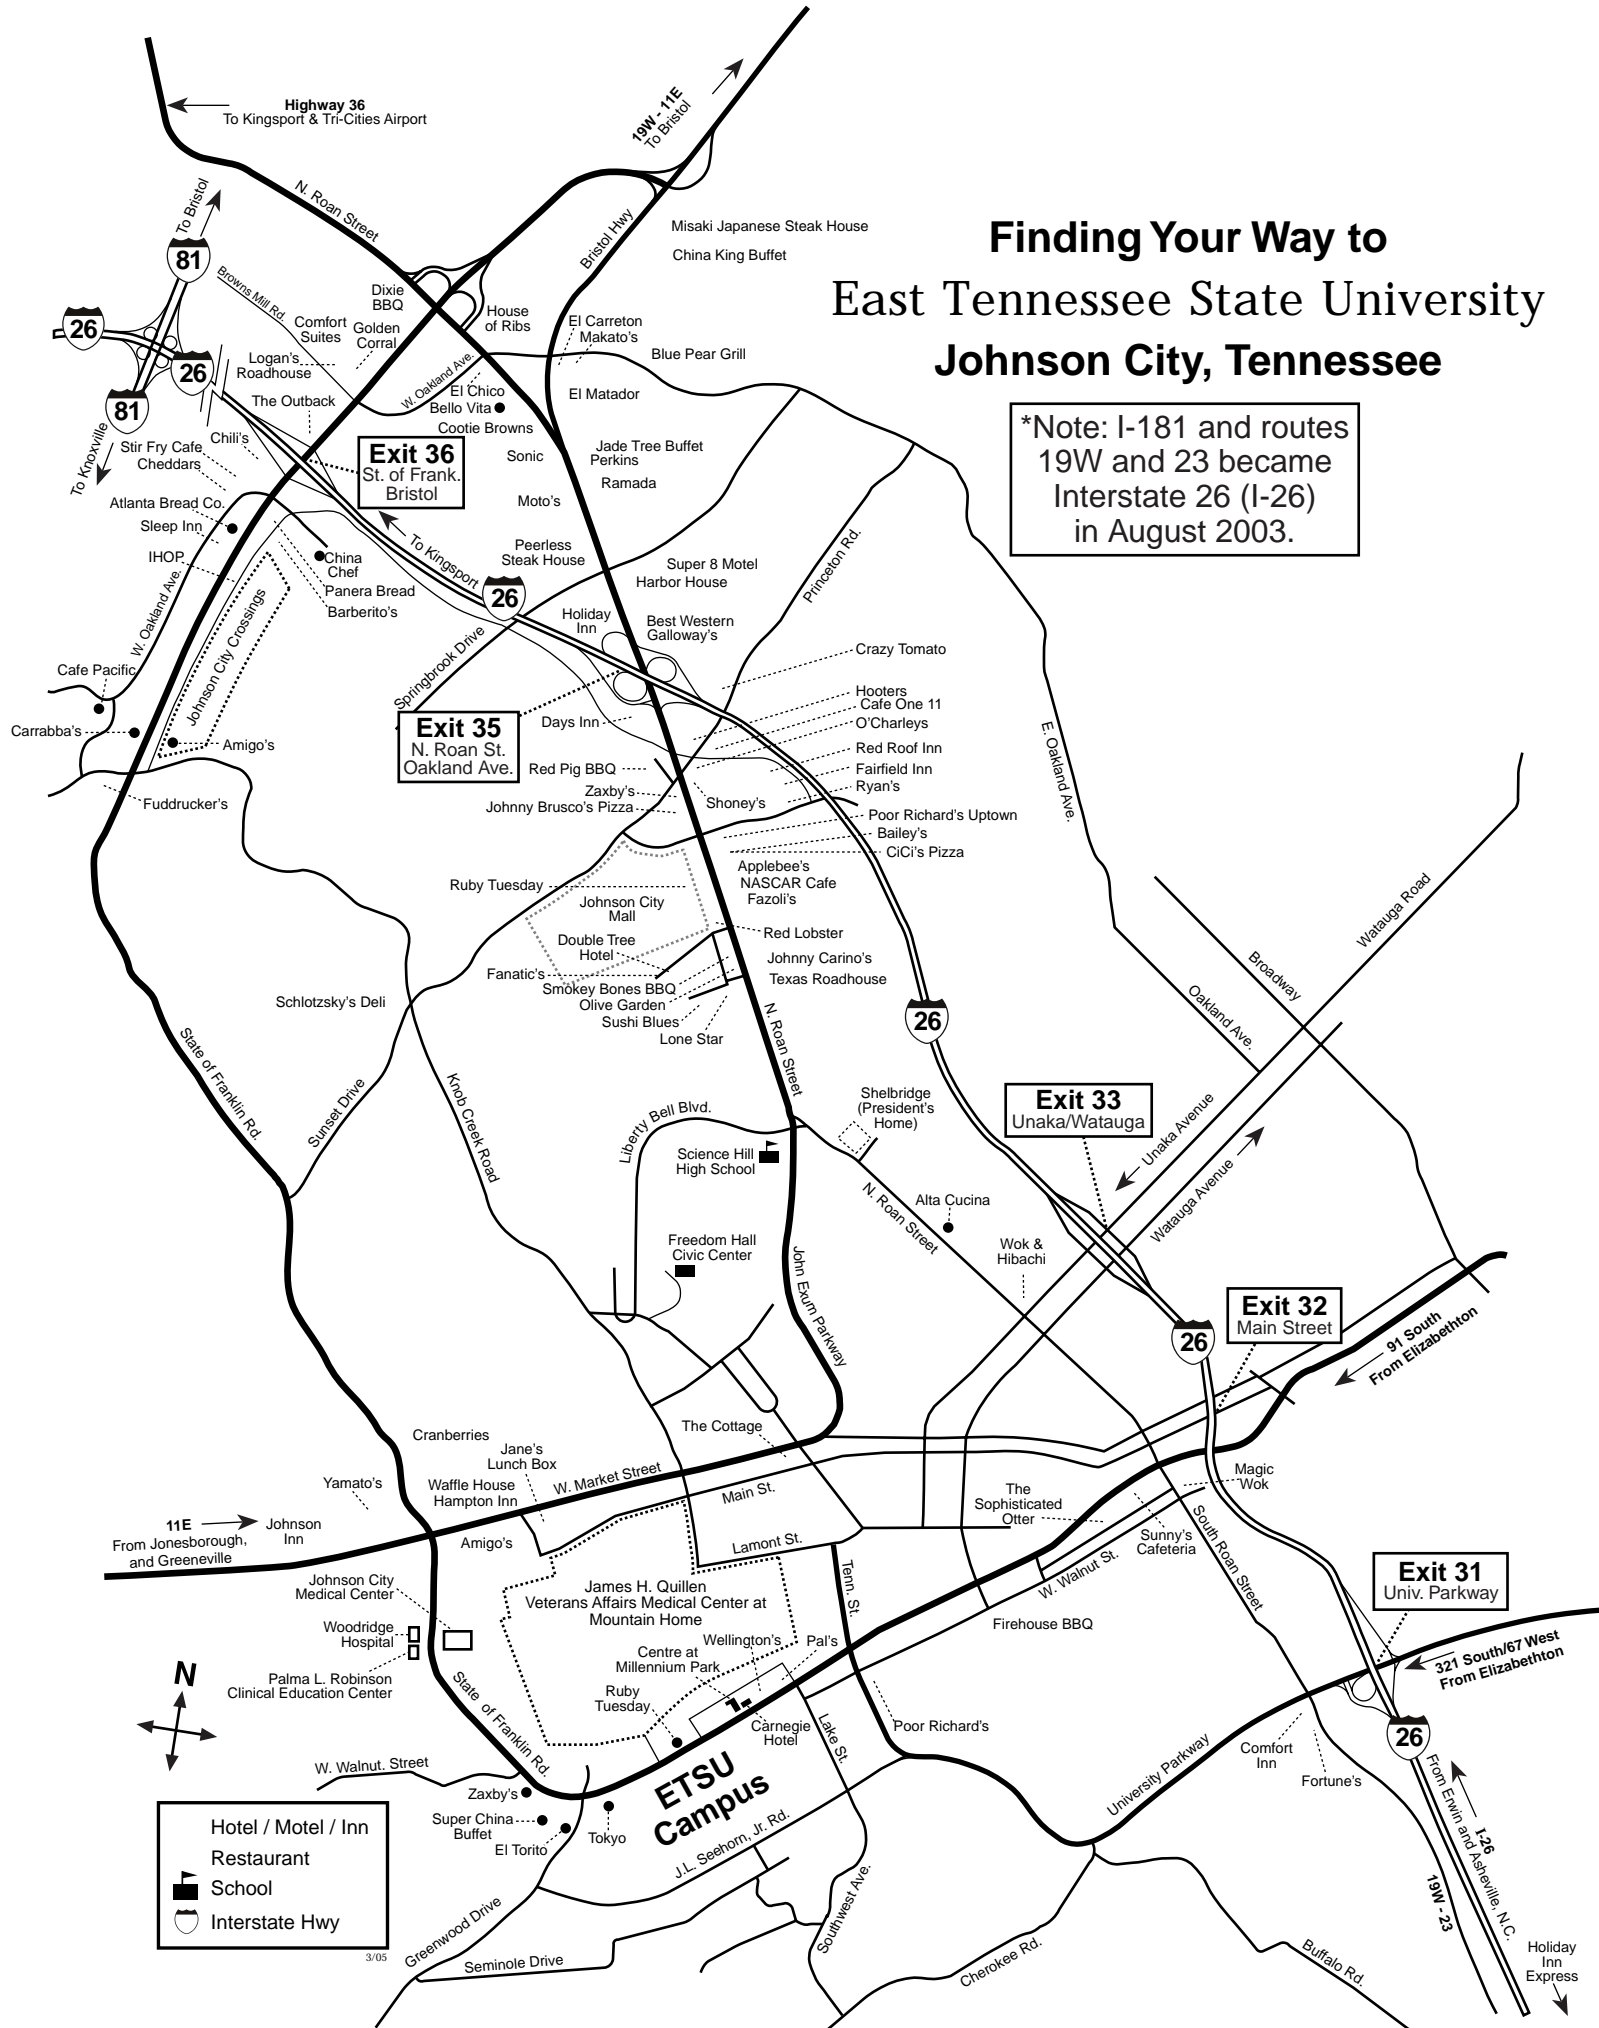 Highway 36
To Kingsport & Tri-Cities Airport
19W - 11E
To Bristol
N. Roan Street
To Bristol
Bristol Hwy
Misaki Japanese Steak House
China King Buffet
Finding Your Way to
East Tennessee State University
Johnson City, Tennessee
*Note: I-181 and routes
19W and 23 became
Interstate 26 (I-26)
in August 2003.
81
26
26
81
To Knoxville
Browns Mill Rd.
Dixie
BBQ
House
of Ribs
Comfort
Suites
Golden
Corral
El Carreton
Makato's
Logan's
Roadhouse
Blue Pear Grill
W. Oakland Ave.
El Chico
Bello Vita
El Matador
The Outback
Cootie Browns
Chili's
Stir Fry Cafe
Cheddars
Exit 36
St. of Frank.
Bristol
Sonic
Jade Tree Buffet
Perkins
Ramada
Moto's
Atlanta Bread Co.
Sleep Inn
IHOP
China
Chef
To Kingsport
Peerless
Steak House
Super 8 Motel
Harbor House
Princeton Rd.
Panera Bread
Barberito's
26
W. Oakland Ave.
Johnson City Crossings
Holiday
Inn
Best Western
Galloway's
Springbrook Drive
Crazy Tomato
Cafe Pacific
Carrabba's
Amigo's
Exit 35
N. Roan St.
Oakland Ave.
Days Inn
Hooters
Cafe One 11
O'Charleys
Red Roof Inn
Fairfield Inn
Ryan's
E. Oakland Ave.
Red Pig BBQ
Zaxby's
Johnny Brusco's Pizza
Shoney's
Fuddrucker's
Poor Richard's Uptown
Bailey's
CiCi's Pizza
Applebee's
NASCAR Cafe
Fazoli's
Ruby Tuesday
Johnson City
Mall
Red Lobster
Double Tree
Hotel
Johnny Carino's
Texas Roadhouse
Fanatic's
Smokey Bones BBQ
Olive Garden
Sushi Blues
Lone Star
Schlotzsky's Deli
Watauga Road
Broadway
Oakland Ave.
26
N. Roan Street
State of Franklin Rd.
Sunset Drive
Knob Creek Road
Liberty Bell Blvd.
Shelbridge
(President's
Home)
Exit 33
Unaka/Watauga
Unaka Avenue
Watauga Avenue
Science Hill
High School
N. Roan Street
Alta Cucina
Wok &
Hibachi
Freedom Hall
Civic Center
John Exum Parkway
26
Exit 32
Main Street
91 South
From Elizabethton
The Cottage
Cranberries
Jane's
Lunch Box
Waffle House
Hampton Inn
W. Market Street
Main St.
Yamato's
Magic
Wok
The
Sophisticated
Otter
11E
From Jonesborough,
and Greeneville
Johnson
Inn
Amigo's
Lamont St.
Sunny's
Cafeteria
South Roan Street
Tenn. St.
W. Walnut St.
Exit 31
Univ. Parkway
Johnson City
Medical Center
James H. Quillen
Veterans Affairs Medical Center at
Mountain Home
Firehouse BBQ
Woodridge
Hospital
Wellington's
Pal's
Centre at
Millennium Park
321 South/67 West
From Elizabethton
Palma L. Robinson
Clinical Education Center
Ruby
Tuesday
N
State of Franklin Rd.
Carnegie
Hotel
Lake St.
Poor Richard's
26
W. Walnut. Street
Comfort
Inn
Fortune's
University Parkway
ETSU
Campus
Zaxby's
Super China
Buffet
El Torito
Tokyo
J.L. Seehorn, Jr. Rd.
I-26
From Erwin and Asheville, N.C.
19W - 23
Hotel / Motel / Inn
Restaurant
School
Interstate Hwy
3/05
Greenwood Drive
Seminole Drive
Southwest Ave.
Cherokee Rd.
Buffalo Rd.
Holiday
Inn
Express